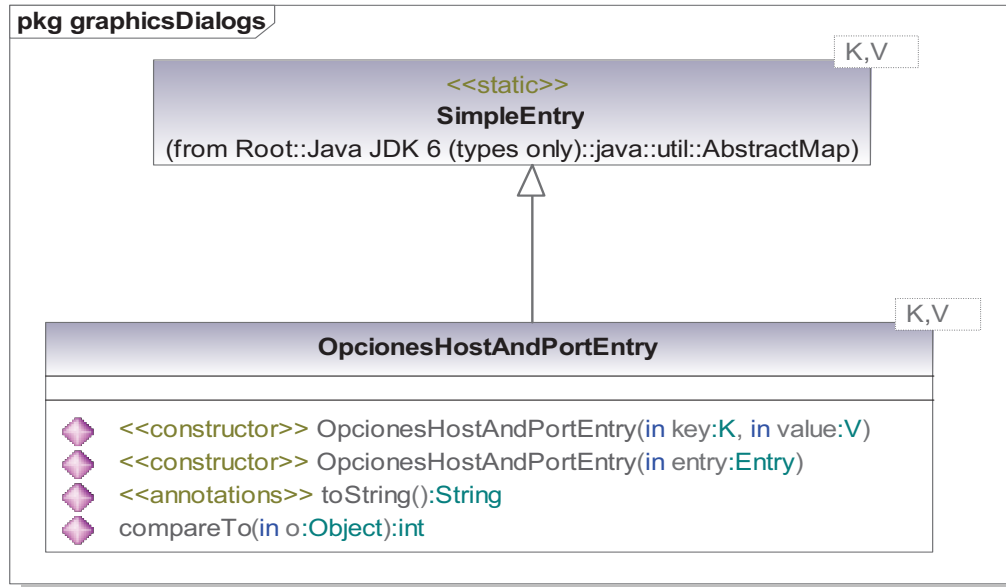 pkg graphicsDialogs
K,V
<<static>>
SimpleEntry
(from Root::Java JDK 6 (types only)::java::util::AbstractMap)
K,V
OpcionesHostAndPortEntry
<<constructor>> OpcionesHostAndPortEntry(in key:K, in value:V)
<<constructor>> OpcionesHostAndPortEntry(in entry:Entry)
<<annotations>> toString():String
compareTo(in o:Object):int